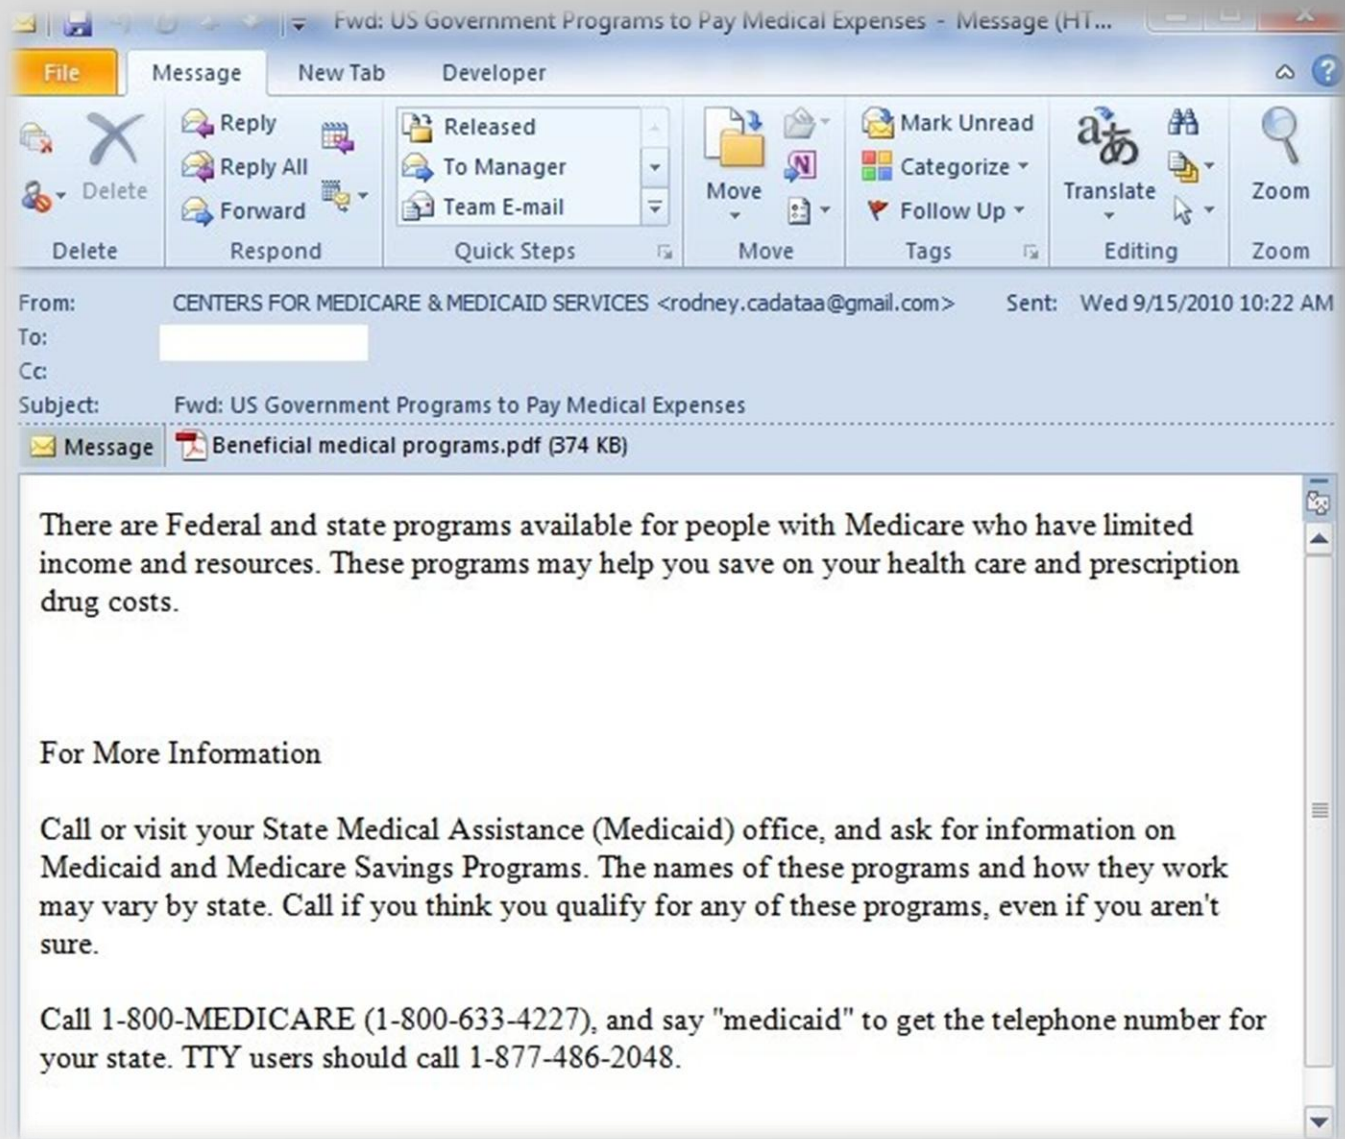 Fwd: US Government Programs to Pay Medical Expenses - Message (HT...
File Message New Tab Developer
Reply
Reply All
Forward
Delete
Released
To Manager
Team E-mail
Move
Mark Unread
Categorize
Follow Up
Translate
Zoom
Delete Respond Quick Steps Move Tags Editing Zoom
From: CENTERS FOR MEDICARE & MEDICAID SERVICES <rodney.cadataa@gmail.com> Sent: Wed 9/15/2010 10:22 AM
To:
Cc:
Subject: Fwd: US Government Programs to Pay Medical Expenses
Message Beneficial medical programs.pdf (374 KB)
There are Federal and state programs available for people with Medicare who have limited
income and resources. These programs may help you save on your health care and prescription
drug costs.
For More Information
Call or visit your State Medical Assistance (Medicaid) office, and ask for information on
Medicaid and Medicare Savings Programs. The names of these programs and how they work
may vary by state. Call if you think you qualify for any of these programs, even if you aren't
sure.
Call 1-800-MEDICARE (1-800-633-4227), and say "medicaid" to get the telephone number for
your state. TTY users should call 1-877-486-2048.